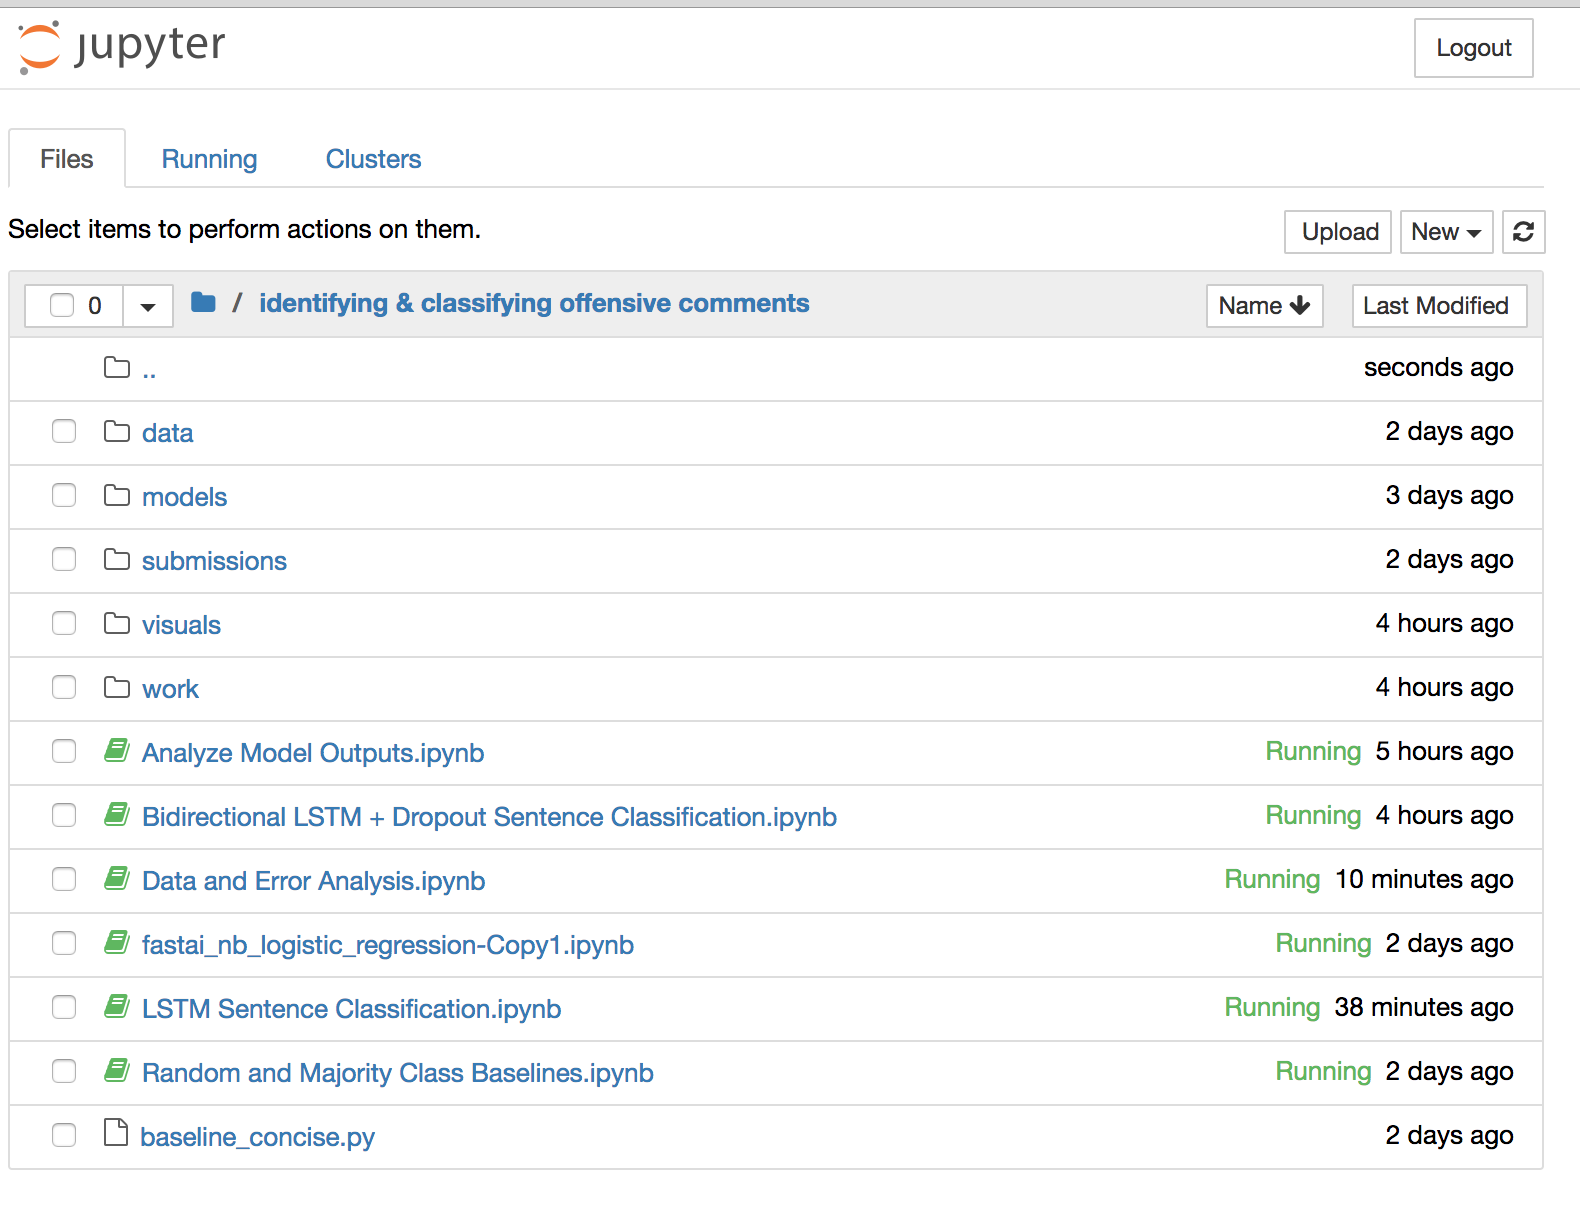 jupyter
Logout
Files Running Clusters
Select items to perform actions on them.
Upload New
0 / identifying & classifying offensive comments Name Last Modified
.. seconds ago
data 2 days ago
models 3 days ago
submissions 2 days ago
visuals 4 hours ago
work 4 hours ago
Analyze Model Outputs.ipynb Running 5 hours ago
Bidirectional LSTM + Dropout Sentence Classification.ipynb Running 4 hours ago
Data and Error Analysis.ipynb Running 10 minutes ago
fastai_nb_logistic_regression-Copy1.ipynb Running 2 days ago
LSTM Sentence Classification.ipynb Running 38 minutes ago
Random and Majority Class Baselines.ipynb Running 2 days ago
baseline_concise.py 2 days ago